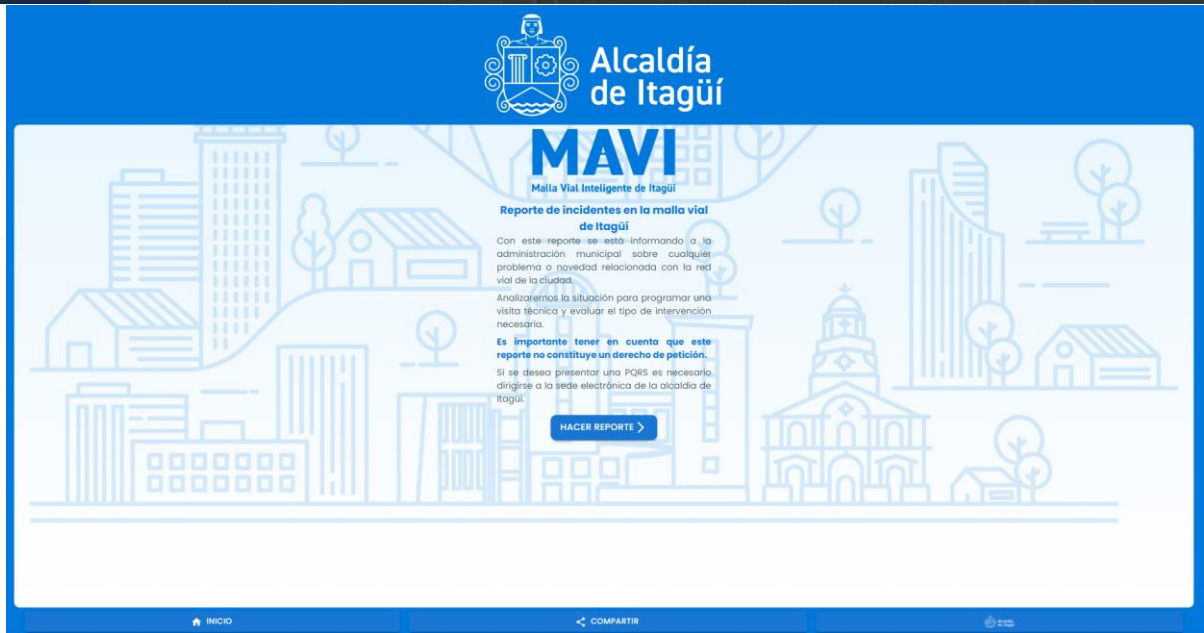 Alcaldía
de Itagüí
MAVI
Malla Vial Inteligente de Itagüí
Reporte de incidentes en la malla vial
de Itagüí
Con este reporte se está informando a la
administración municipal sobre cualquier
problema o novedad relacionada con la red
vial de la ciudad.
Analizaremos la situación para programar una
visita técnica y evaluar el tipo de intervención
necesaria.
Es importante tener en cuenta que este
reporte no constituye un derecho de petición.
Si se desea presentar una PQRS es necesario
dirigirse a la sede electrónica de la alcaldía de
Itagüí.
HACER REPORTE
INICIO
COMPARTIR
Alcaldía
de Itagüí